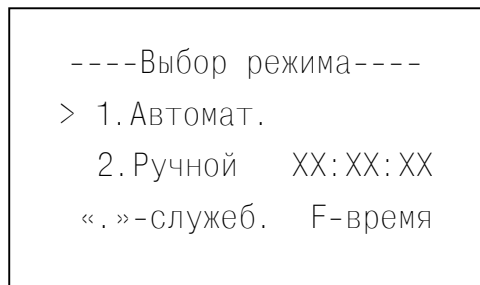 ----Выбор режима----
> 1.Автомат.
2.Ручной XX:XX:XX
«.»-служеб. F-время